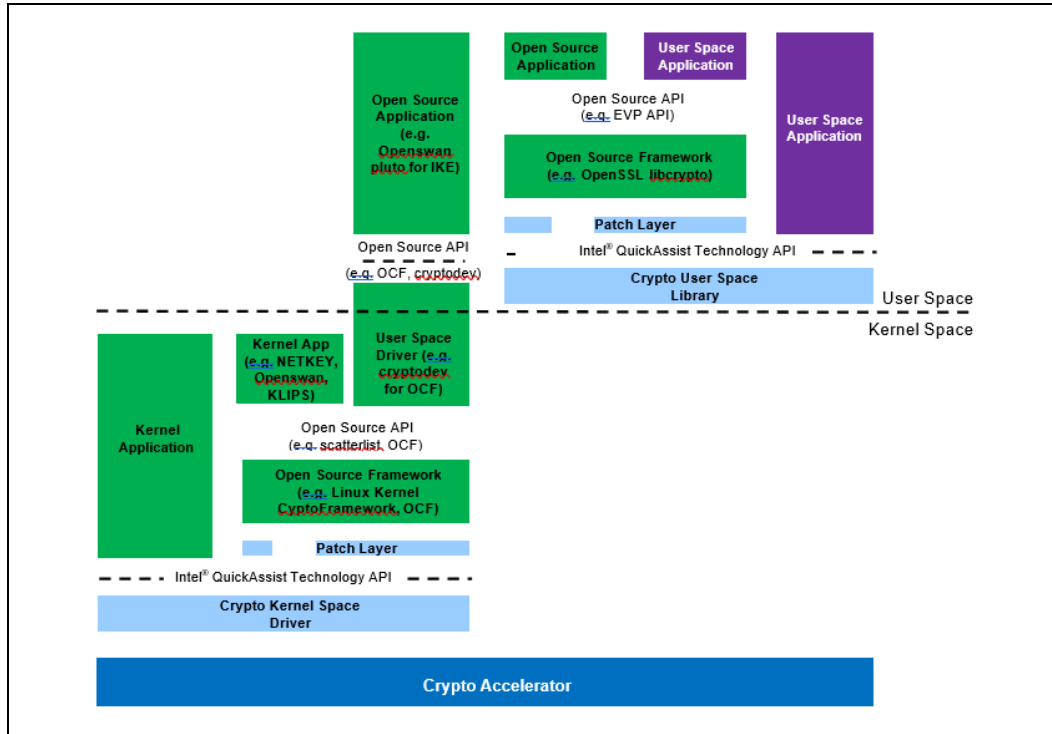 Open Source
Application
(e.g.
Openswan
pluto for IKE)
Open Source
Application
User Space
Application
User Space
Application
Open Source API
(e.g. EVP API)
Open Source Framework
(e.g. OpenSSL libcrypto)
Patch Layer
Intel® QuickAssist Technology API
Crypto User Space
Library
Open Source API
(e.g. OCF, cryptodev)
User Space
Kernel Space
Kernel
Application
Kernel App
(e.g. NETKEY,
Openswan,
KLIPS)
User Space
Driver (e.g.
cryptodev
for OCF)
Open Source API
(e.g. scatterlist, OCF)
Open Source Framework
(e.g. Linux Kernel
CyptoFramework, OCF)
Patch Layer
Intel® QuickAssist Technology API
Crypto Kernel Space
Driver
Crypto Accelerator